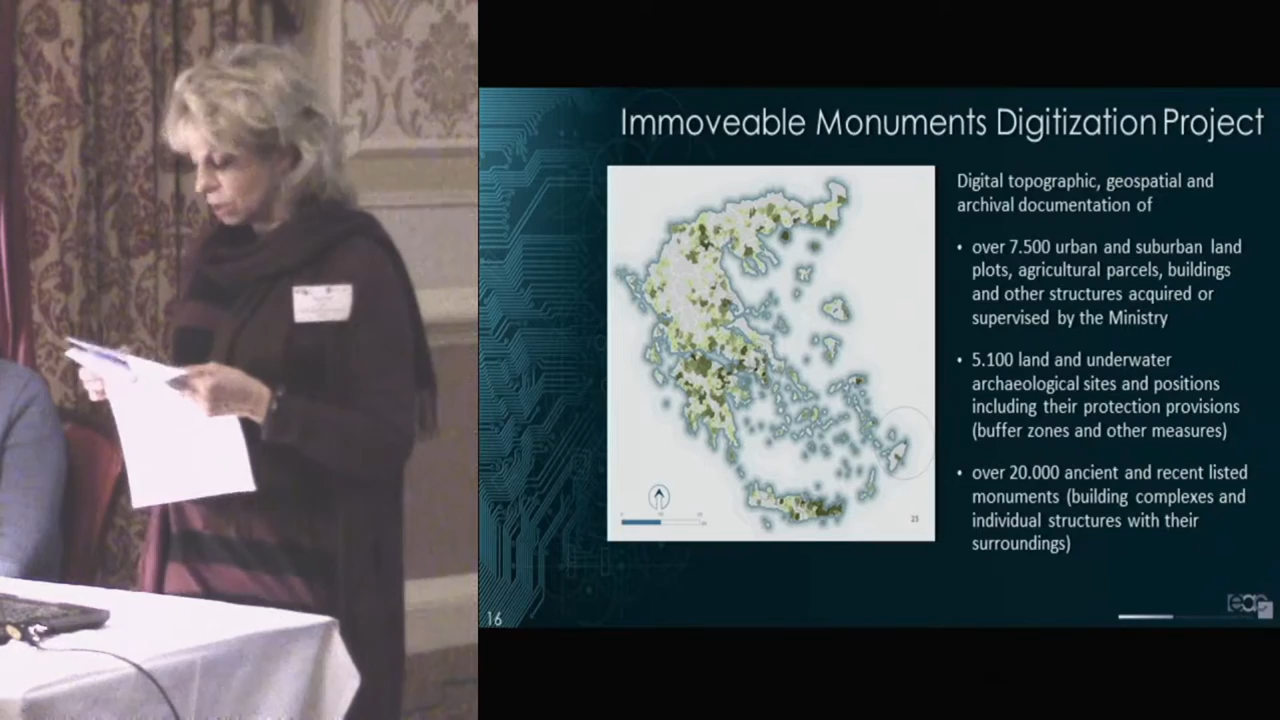 Immoveable Monuments Digitization Project
Digital topographic, geospatial and
archival documentation of
• over 7.500 urban and suburban land
plots, agricultural parcels, buildings
and other structures acquired or
supervised by the Ministry
• 5.100 land and underwater
archaeological sites and positions
including their protection provisions
(buffer zones and other measures)
• over 20.000 ancient and recent listed
monuments (building complexes and
individual structures with their
surroundings)
25
16